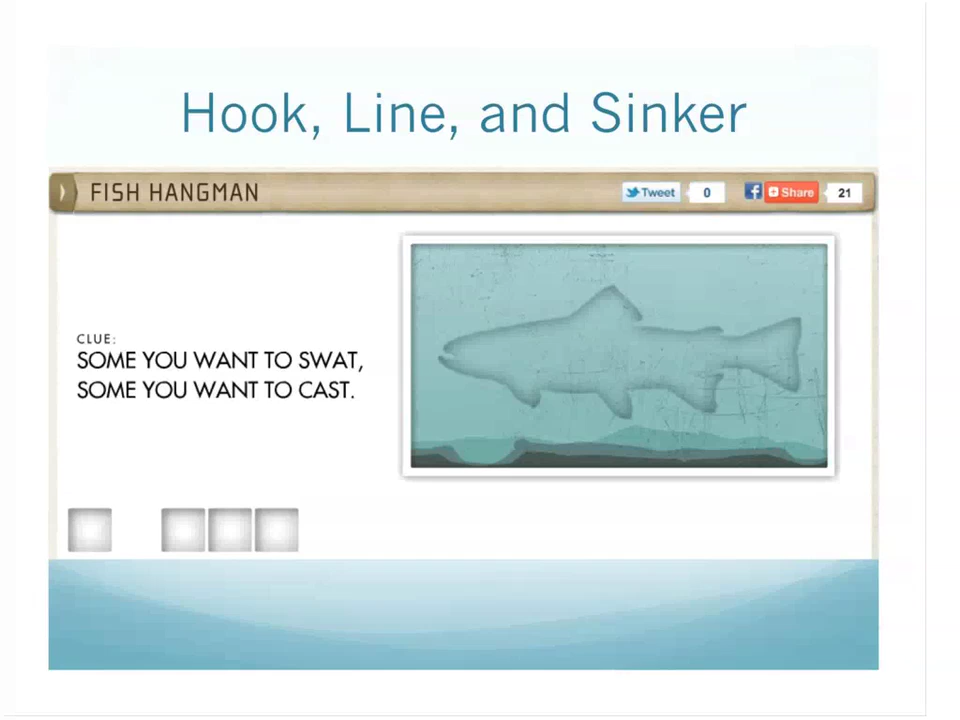 Hook, Line, and Sinker
FISH HANGMAN
Tweet 0 Share 21
CLUE:
SOME YOU WANT TO SWAT,
SOME YOU WANT TO CAST.